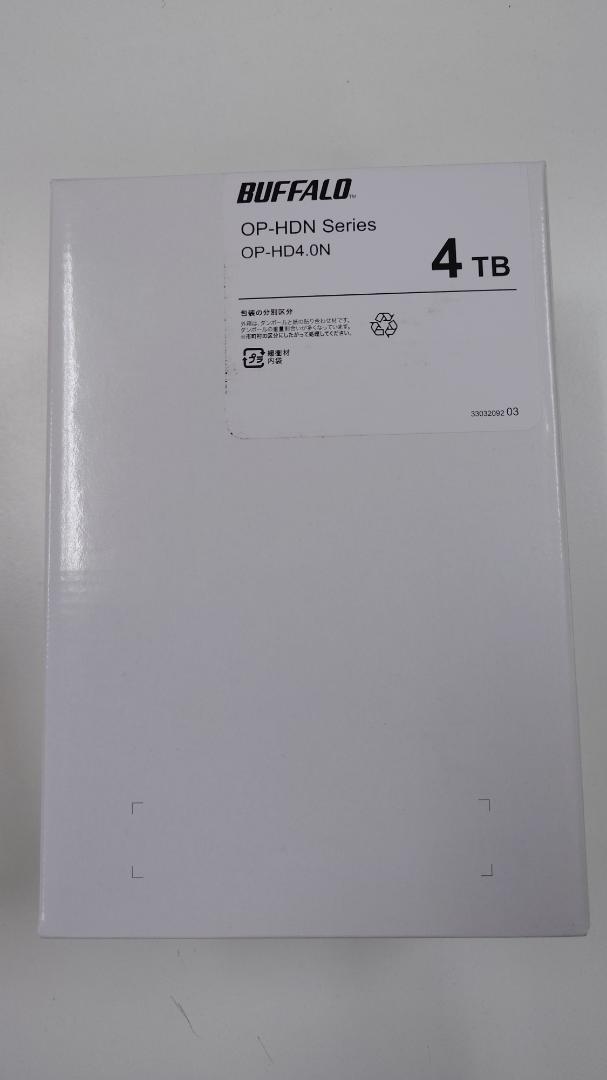 BUFFALO™
OP-HDN Series
OP-HD4.0N
4 TB
包装の分別区分
外箱は、ダンボールと紙の貼り合わせ材です。
ダンボールの重量割合いが多くなっています。
※市町村の区分にしたがって処理してください。
プラ
緩衝材
内袋
33032092 03